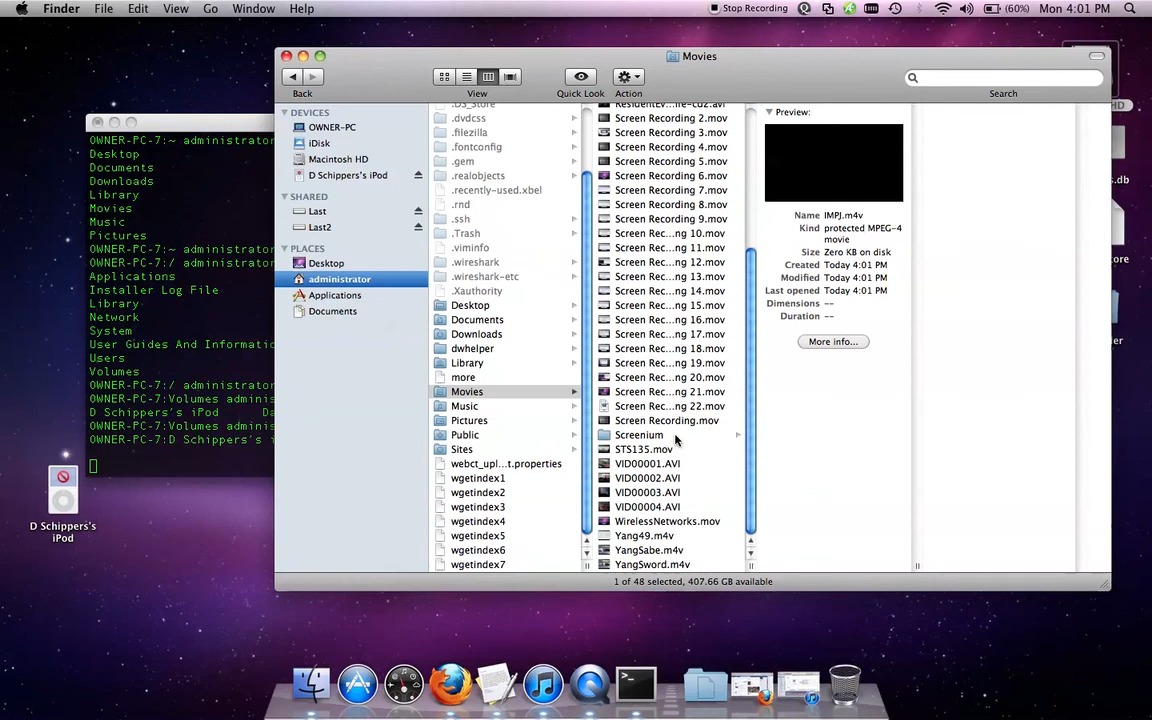 Finder File Edit View Go Window Help
Stop Recording
(60%) Mon 4:01 PM
OWNER-PC-7:~ administrator
Desktop
Documents
Downloads
Library
Movies
Music
Pictures
OWNER-PC-7:~ administrator
OWNER-PC-7:/ administrator
Applications
Installer Log File
Library
Network
System
User Guides And Informatio
Users
Volumes
OWNER-PC-7:/ administrator
OWNER-PC-7:Volumes adminis
D Schippers's iPod Da
OWNER-PC-7:Volumes adminis
OWNER-PC-7:D Schippers's i
D Schippers's
iPod
Movies
Back
View
Quick Look
Action
Search
DEVICES
OWNER-PC
iDisk
Macintosh HD
D Schippers's iPod
SHARED
Last
Last2
PLACES
Desktop
administrator
Applications
Documents
.DS_Store
.dvdcss
.filezilla
.fontconfig
.gem
.realobjects
.recently-used.xbel
.rnd
.ssh
.Trash
.viminfo
.wireshark
.wireshark-etc
.Xauthority
Desktop
Documents
Downloads
dwhelper
Library
more
Movies
Music
Pictures
Public
Sites
webct_upl...t.properties
wgetindex1
wgetindex2
wgetindex3
wgetindex4
wgetindex5
wgetindex6
wgetindex7
Screen Recording 2.mov
Screen Recording 3.mov
Screen Recording 4.mov
Screen Recording 5.mov
Screen Recording 6.mov
Screen Recording 7.mov
Screen Recording 8.mov
Screen Recording 9.mov
Screen Rec...ng 10.mov
Screen Rec...ng 11.mov
Screen Rec...ng 12.mov
Screen Rec...ng 13.mov
Screen Rec...ng 14.mov
Screen Rec...ng 15.mov
Screen Rec...ng 16.mov
Screen Rec...ng 17.mov
Screen Rec...ng 18.mov
Screen Rec...ng 19.mov
Screen Rec...ng 20.mov
Screen Rec...ng 21.mov
Screen Rec...ng 22.mov
Screen Recording.mov
Screenium
STS135.mov
VID00001.AVI
VID00002.AVI
VID00003.AVI
VID00004.AVI
WirelessNetworks.mov
Yang49.m4v
YangSabe.m4v
YangSword.m4v
Preview:
Name IMPJ.m4v
Kind protected MPEG-4
movie
Size Zero KB on disk
Created Today 4:01 PM
Modified Today 4:01 PM
Last opened Today 4:01 PM
Dimensions --
Duration --
More info...
1 of 48 selected, 407.66 GB available
HD
s.db
ore
er